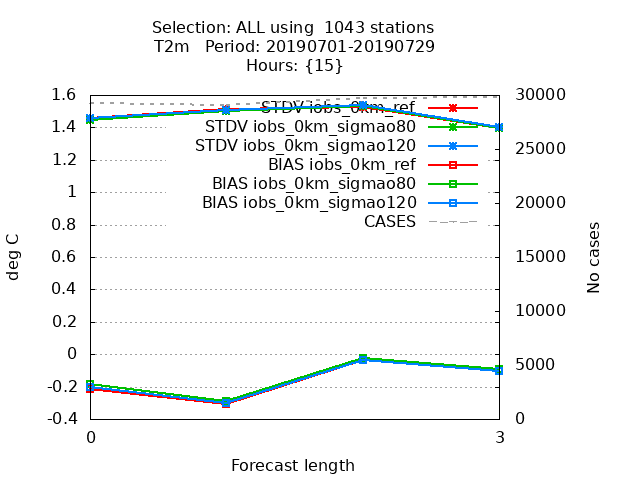 Selection: ALL using  1043 stations
T2m   Period: 20190701-20190729
Hours: {15}
1.6
1.4
1.2
1
0.8
0.6
0.4
0.2
0
-0.2
-0.4
deg C
STDV iobs_0km_ref
STDV iobs_0km_sigmao80
STDV iobs_0km_sigmao120
BIAS iobs_0km_ref
BIAS iobs_0km_sigmao80
BIAS iobs_0km_sigmao120
CASES
30000
25000
20000
15000
10000
5000
0
No cases
0
3
Forecast length